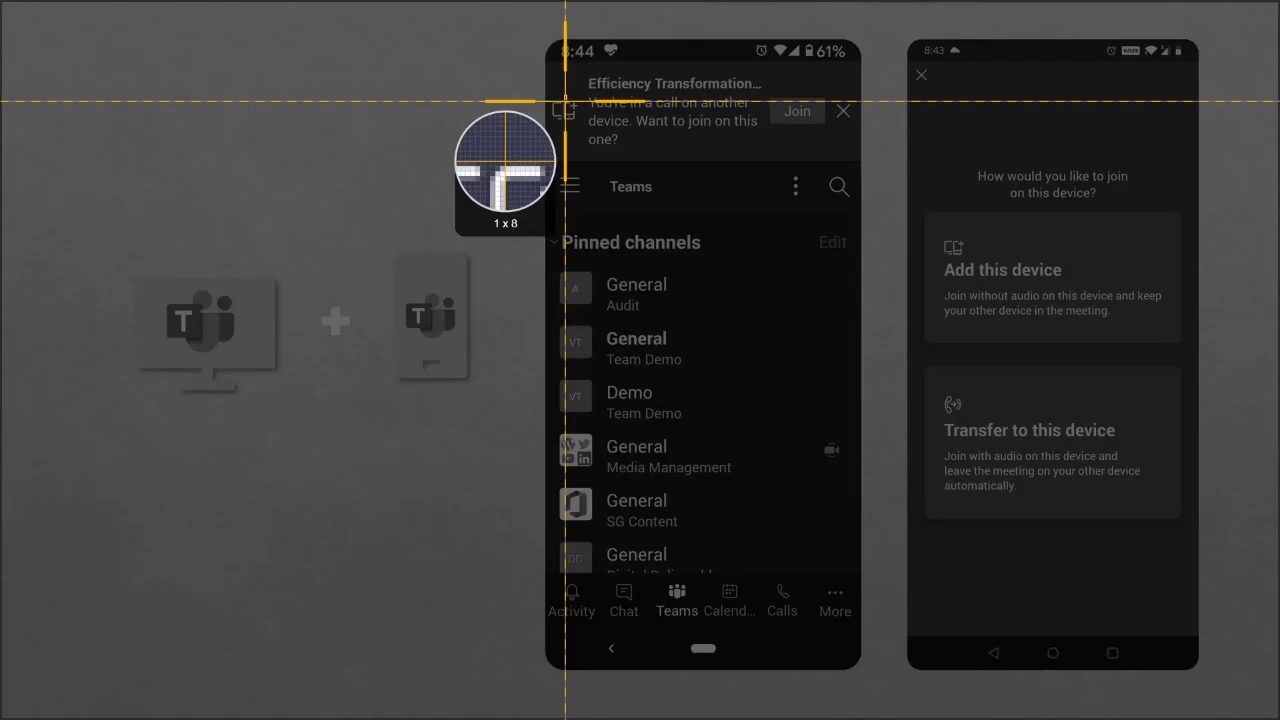 T
T
1 x 8
8:44
61%
Efficiency Transformation…
You're in a call on another
device. Want to join on this
one?
Join
Teams
Pinned channels
Edit
A
General
Audit
VT
General
Team Demo
VT
Demo
Team Demo
General
Media Management
General
SG Content
DD
General
Activity
Chat
Teams
Calend…
Calls
More
8:43
How would you like to join
on this device?
Add this device
Join without audio on this device and keep
your other device in the meeting.
Transfer to this device
Join with audio on this device and
leave the meeting on your other device
automatically.